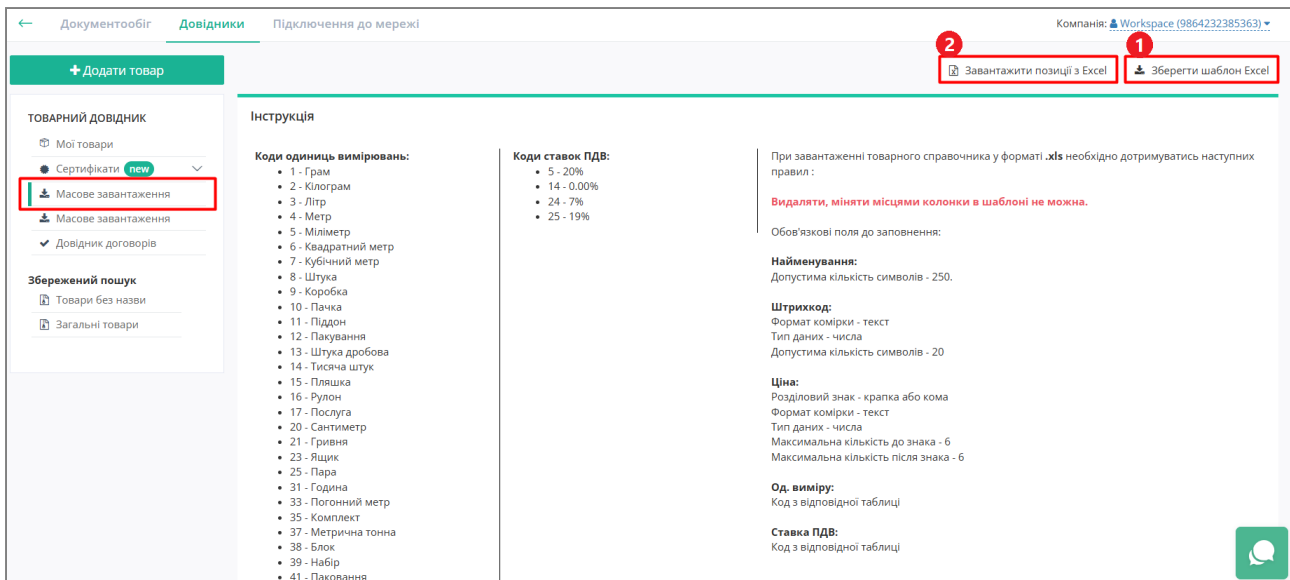 ← Документообіг Довідники Підключення до мережі Компанія: Workspace (9864232385363)
2 1
Додати товар Завантажити позиції з Excel Зберегти шаблон Excel
ТОВАРНИЙ ДОВІДНИК
Мої товари
Сертифікати new
Масове завантаження
Масове завантаження
Довідник договорів
Збережений пошук
Товари без назви
Загальні товари
Інструкція
Коди одиниць вимірювань:
• 1 - Грам
• 2 - Кілограм
• 3 - Літр
• 4 - Метр
• 5 - Міліметр
• 6 - Квадратний метр
• 7 - Кубічний метр
• 8 - Штука
• 9 - Коробка
• 10 - Пачка
• 11 - Піддон
• 12 - Пакування
• 13 - Штука дробова
• 14 - Тисяча штук
• 15 - Пляшка
• 16 - Рулон
• 17 - Послуга
• 20 - Сантиметр
• 21 - Гривня
• 23 - Ящик
• 25 - Пара
• 31 - Година
• 33 - Погонний метр
• 35 - Комплект
• 37 - Метрична тонна
• 38 - Блок
• 39 - Набір
• 41 - Паковання
Коди ставок ПДВ:
• 5 - 20%
• 14 - 0.00%
• 24 - 7%
• 25 - 19%
При завантаженні товарного справочника у форматі .xls необхідно дотримуватись наступних
правил :
Видаляти, міняти місцями колонки в шаблоні не можна.
Обов'язкові поля до заповнення:
Найменування:
Допустима кількість символів - 250.
Штрихкод:
Формат комірки - текст
Тип даних - числа
Допустима кількість символів - 20
Ціна:
Розділовий знак - крапка або кома
Формат комірки - текст
Тип даних - числа
Максимальна кількість до знака - 6
Максимальна кількість після знака - 6
Од. виміру:
Код з відповідної таблиці
Ставка ПДВ:
Код з відповідної таблиці